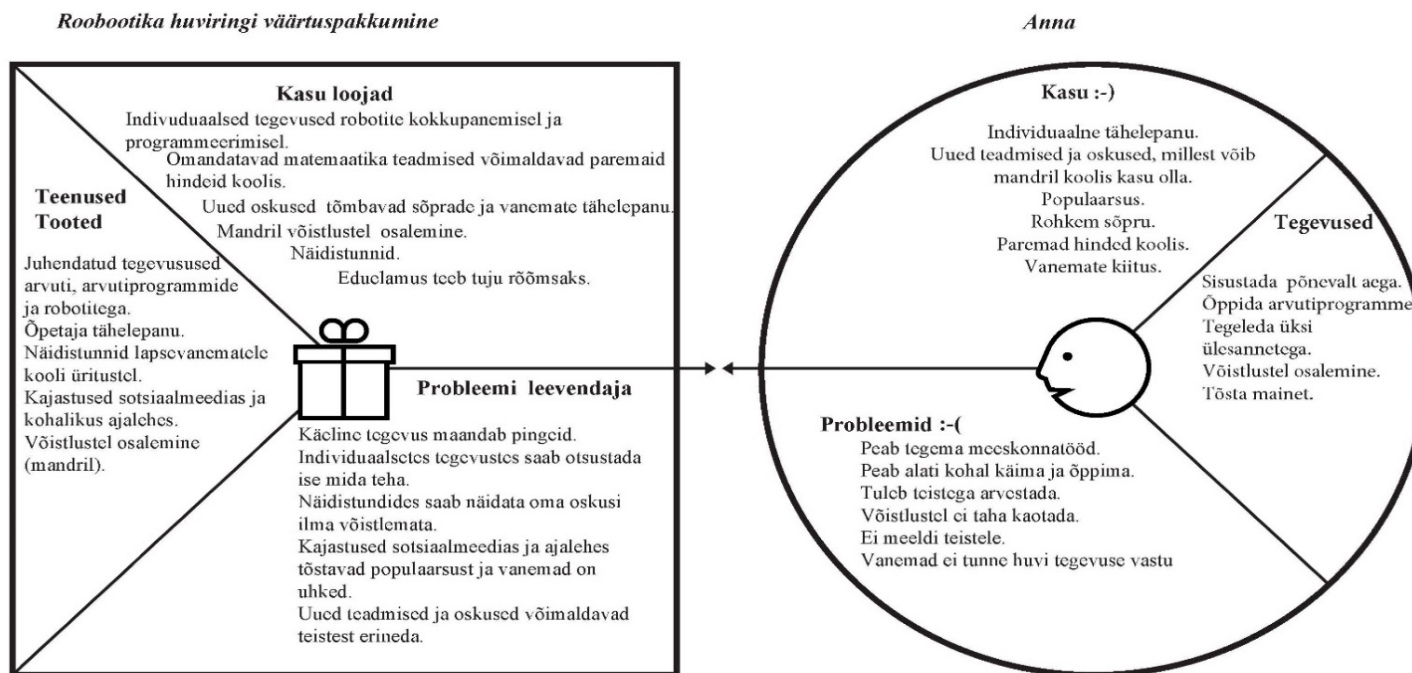 Roobootika huviringi väärtuspakkumine
Kasu loojad
Indivuduaalsed tegevused robotite kokkupanemisel ja
programmeerimisel.
Omandatavad matemaatika teadmised võimaldavad paremaid
hindeid koolis.
Uued oskused tõmbavad sõprade ja vanemate tähelepanu.
Mandril võistlustel osalemine.
Näidistunnid.
Eduelamus teeb tuju rõõmsaks.
Teenused
Tooted
Juhendatud tegevusused
arvuti, arvutiprogrammide
ja robotitega.
Õpetaja tähelepanu.
Näidistunnid lapsevanematele
kooli üritustel.
Kajastused sotsiaalmeedias ja
kohalikus ajalehes.
Võistlustel osalemine
(mandril).
Probleemi leevendaja
Käeline tegevus maandab pingeid.
Individuaalsetes tegevustes saab otsustada
ise mida teha.
Näidistundides saab näidata oma oskusi
ilma võistlemata.
Kajastused sotsiaalmeedias ja ajalehes
tõstavad populaarsust ja vanemad on
uhked.
Uued teadmised ja oskused võimaldavad
teistest erineda.
Anna
Kasu :-)
Individuaalne tähelepanu.
Uued teadmised ja oskused, millest võib
mandril koolis kasu olla.
Populaarsus.
Rohkem sõpru.
Paremad hinded koolis.
Vanemate kiitus.
Tegevused
Sisustada põnevalt aega.
Õppida arvutiprogramme
Tegeleda üksi
ülesannetega.
Võistlustel osalemine.
Tõsta mainet.
Probleemid :-(
Peab tegema meeskonnatööd.
Peab alati kohal käima ja õppima.
Tuleb teistega arvestada.
Võistlustel ei taha kaotada.
Ei meeldi teistele.
Vanemad ei tunne huvi tegevuse vastu